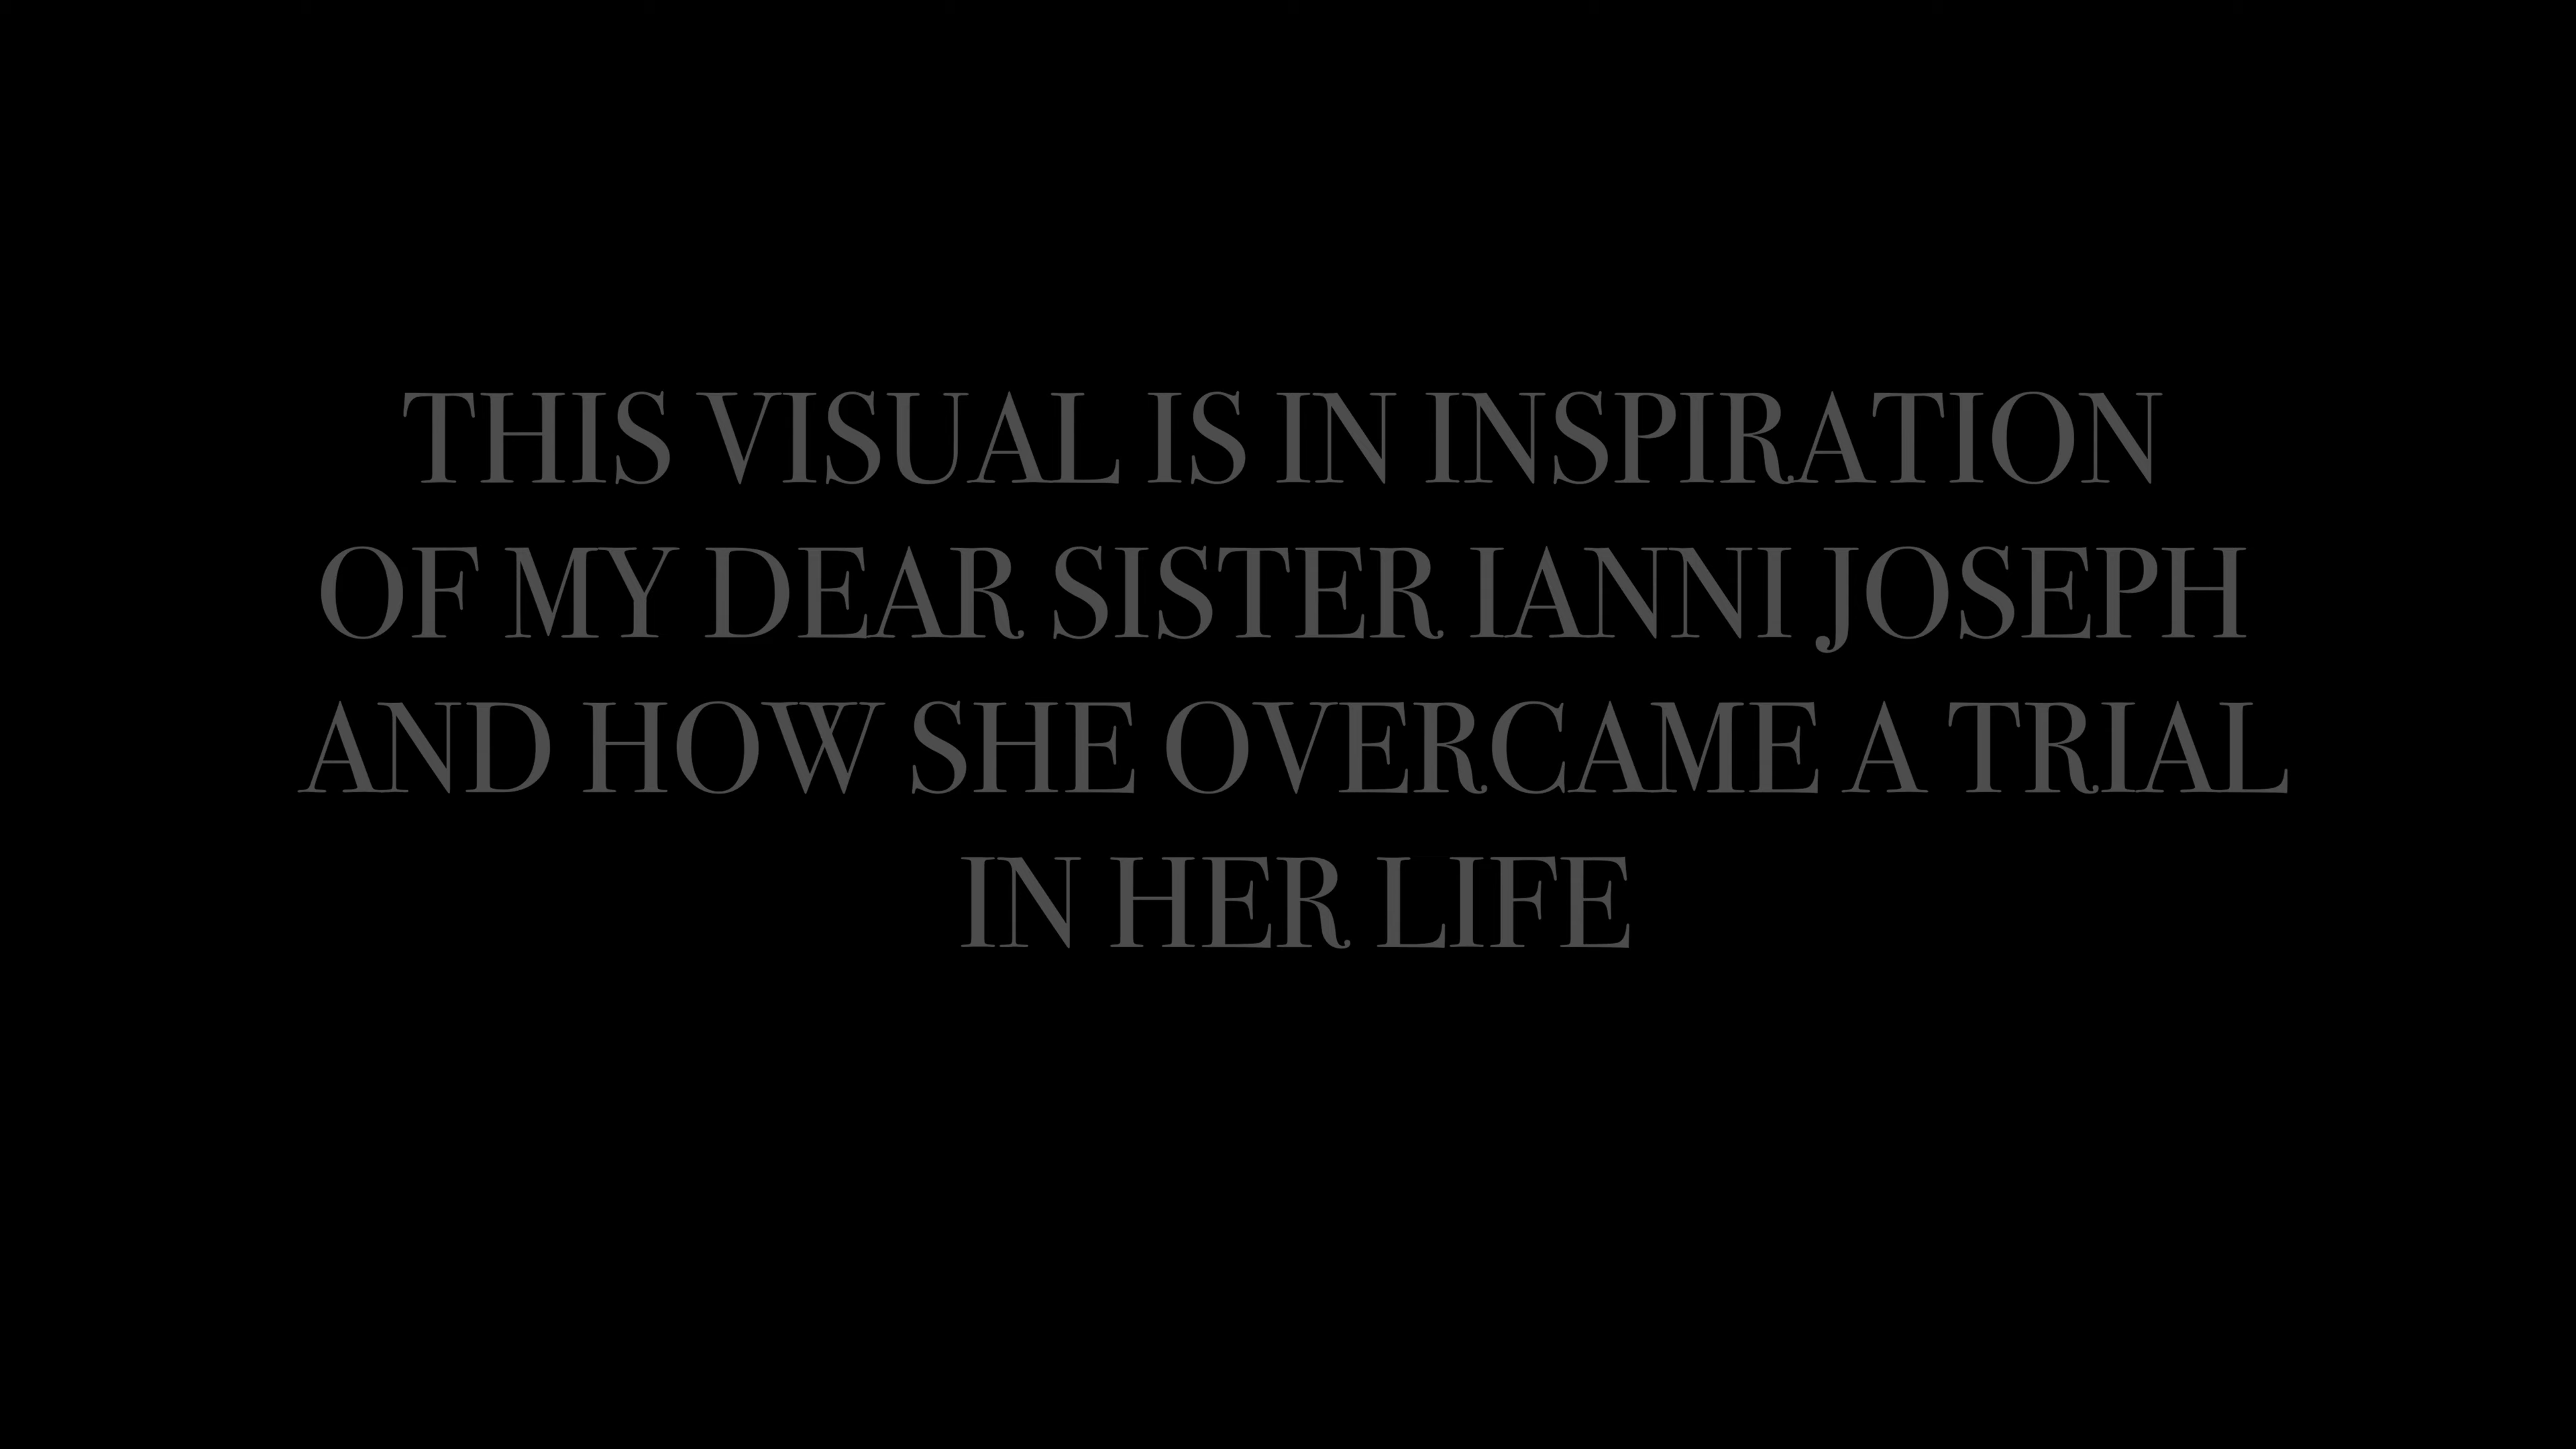 THIS VISUAL IS IN INSPIRATION
OF MY DEAR SISTER IANNI JOSEPH
AND HOW SHE OVERCAME A TRIAL
IN HER LIFE